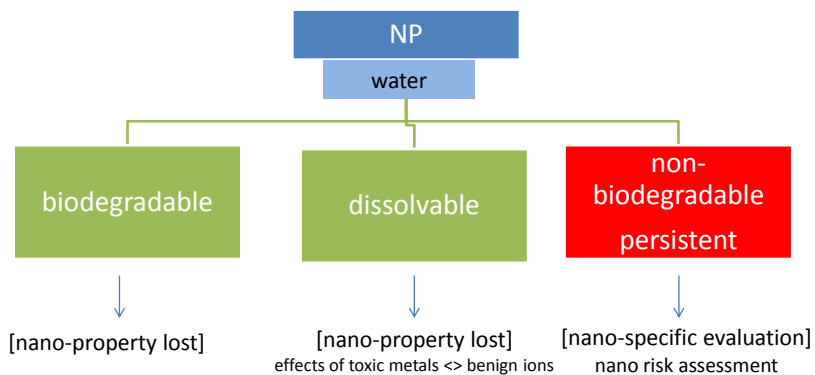 NP
water
biodegradable
dissolvable
non-
biodegradable
persistent
[nano-property lost]
[nano-property lost]
effects of toxic metals <> benign ions
[nano-specific evaluation]
nano risk assessment